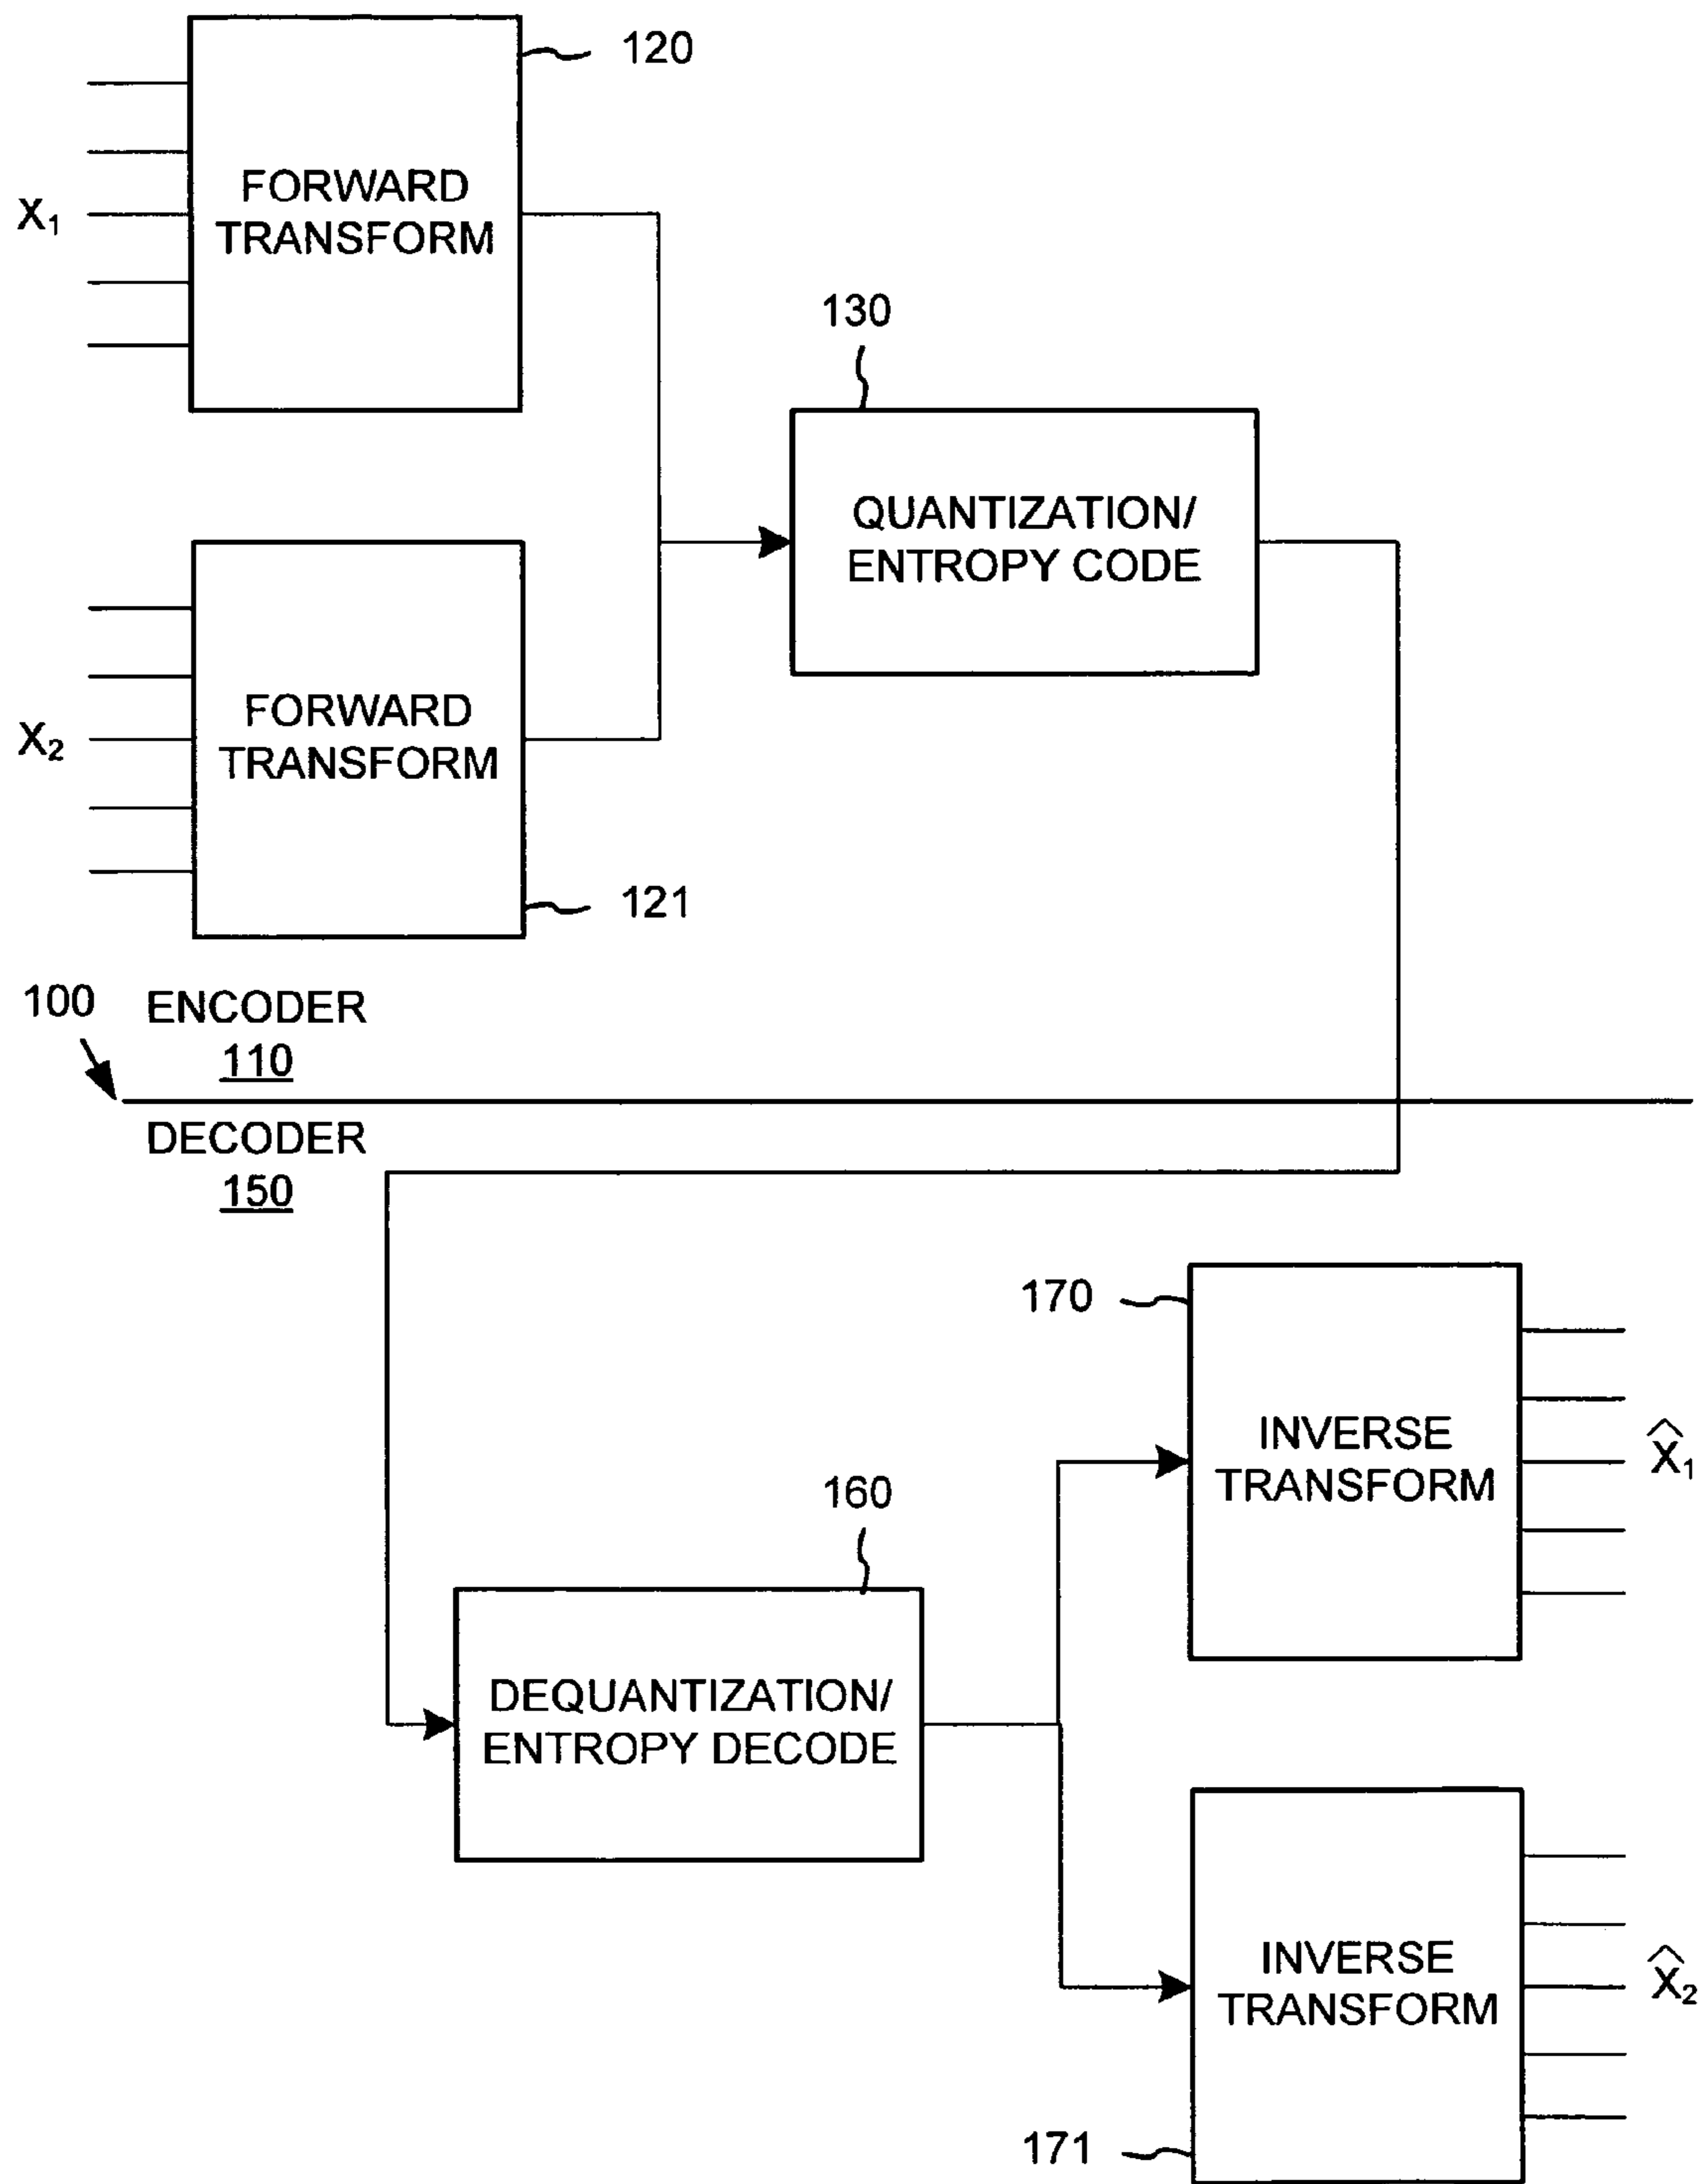 120
FORWARD
TRANSFORM
X₁
130
QUANTIZATION/
ENTROPY CODE
FORWARD
TRANSFORM
X₂
121
100
ENCODER
110
DECODER
150
170
INVERSE
TRANSFORM
X̂₁
160
DEQUANTIZATION/
ENTROPY DECODE
INVERSE
TRANSFORM
X̂₂
171